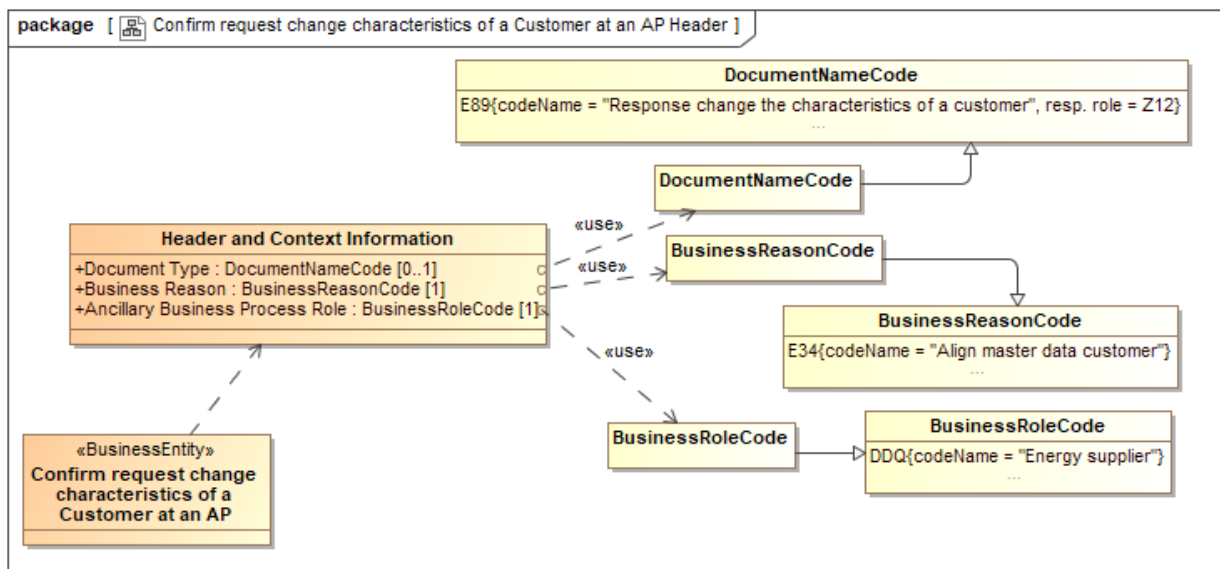 package [ Confirm request change characteristics of a Customer at an AP Header ]
DocumentNameCode
E89{codeName = "Response change the characteristics of a customer", resp. role = Z12}
...
DocumentNameCode
«use»
Header and Context Information
+Document Type : DocumentNameCode [0..1]
+Business Reason : BusinessReasonCode [1]
+Ancillary Business Process Role : BusinessRoleCode [1]
«use»
BusinessReasonCode
BusinessReasonCode
E34{codeName = "Align master data customer"}
...
«use»
BusinessRoleCode
BusinessRoleCode
DDQ{codeName = "Energy supplier"}
...
«BusinessEntity»
Confirm request change
characteristics of a
Customer at an AP